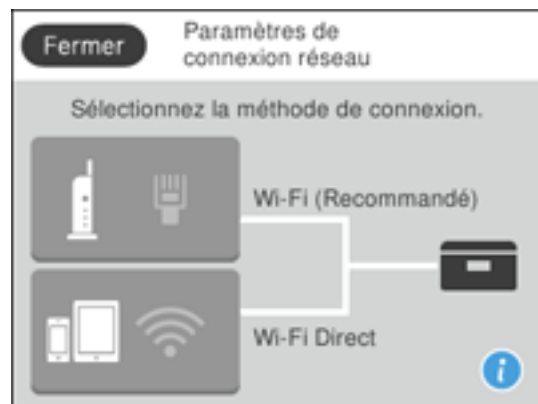 Fermer
Paramètres de
connexion réseau
Sélectionnez la méthode de connexion.
Wi-Fi (Recommandé)
Wi-Fi Direct
i